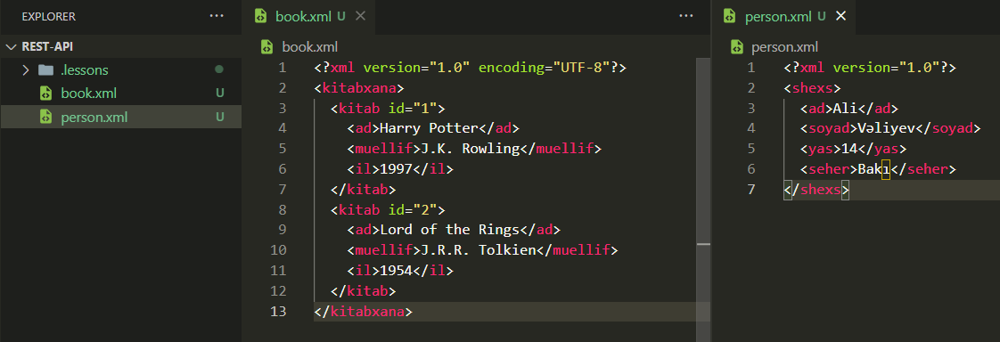 EXPLORER ...
REST-API
.lessons
book.xml U
person.xml U
book.xml U ...
book.xml
1 <?xml version="1.0" encoding="UTF-8"?>
2 <kitabxana>
3 <kitab id="1">
4 <ad>Harry Potter</ad>
5 <muellif>J.K. Rowling</muellif>
6 <il>1997</il>
7 </kitab>
8 <kitab id="2">
9 <ad>Lord of the Rings</ad>
10 <muellif>J.R.R. Tolkien</muellif>
11 <il>1954</il>
12 </kitab>
13 </kitabxana>
person.xml U
person.xml
1 <?xml version="1.0"?>
2 <shexs>
3 <ad>Ali</ad>
4 <soyad>Vəliyev</soyad>
5 <yas>14</yas>
6 <seher>Bakı</seher>
7 </shexs>